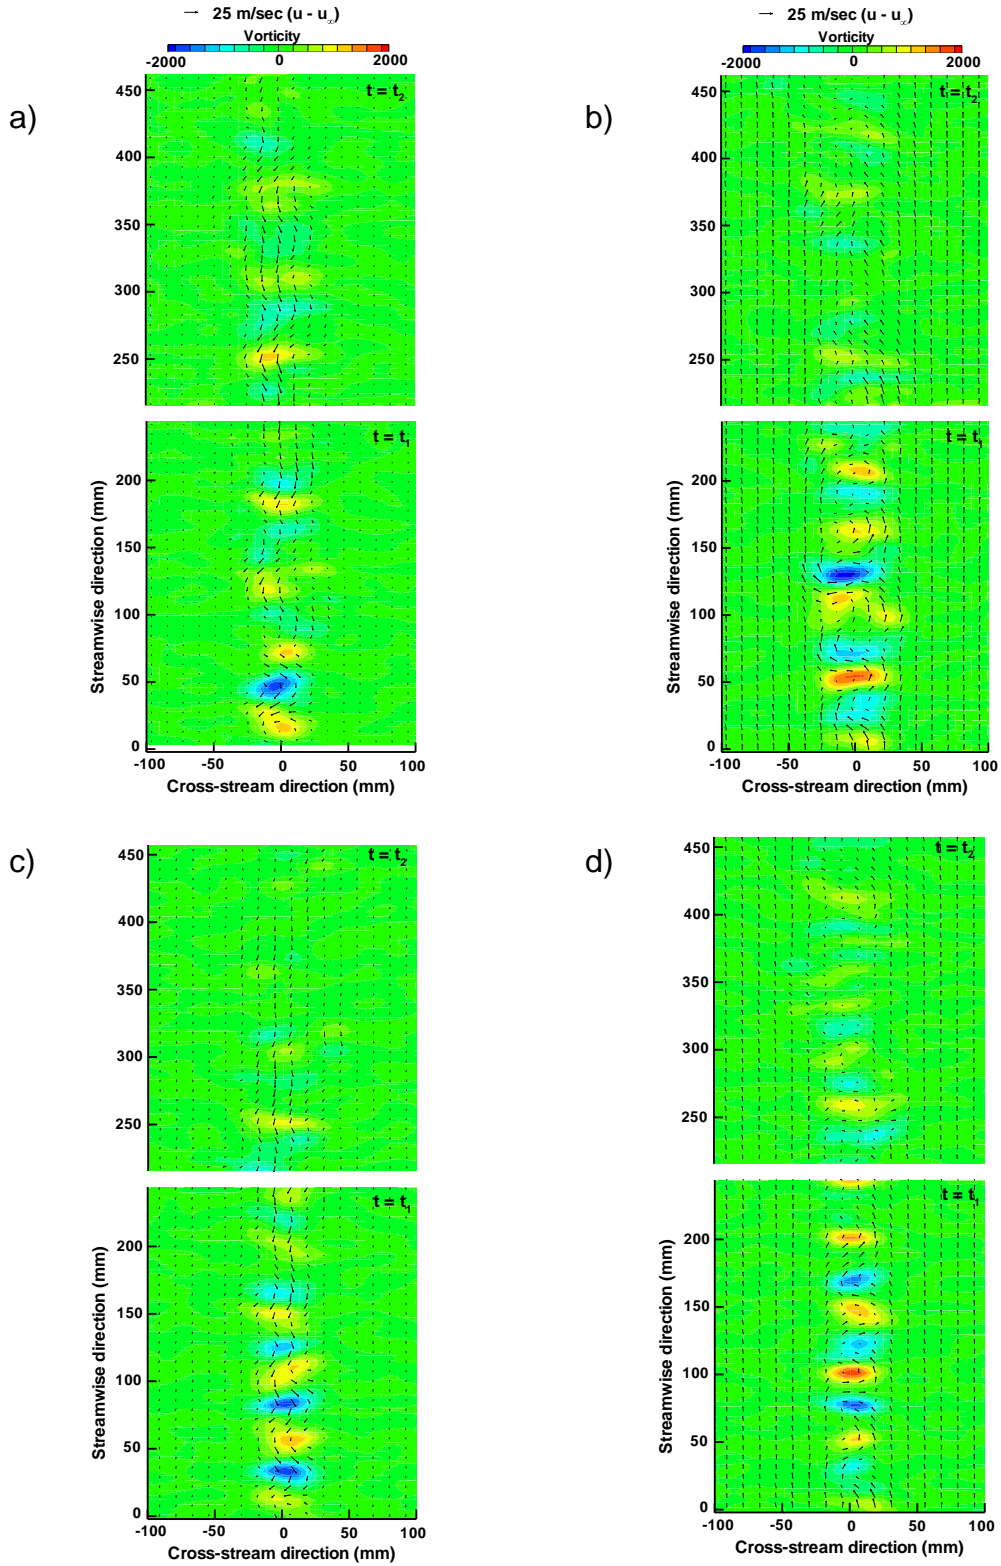 25 m/sec (u - u∞)
Vorticity
-2000 0 2000
a)
t = t2
450
400
350
300
250
t = t1
200
150
100
50
0
Streamwise direction (mm)
-100 -50 0 50 100
Cross-stream direction (mm)
25 m/sec (u - u∞)
Vorticity
-2000 0 2000
b)
t = t2
450
400
350
300
250
t = t1
200
150
100
50
0
Streamwise direction (mm)
-100 -50 0 50 100
Cross-stream direction (mm)
c)
t = t2
450
400
350
300
250
t = t1
200
150
100
50
0
Streamwise direction (mm)
-100 -50 0 50 100
Cross-stream direction (mm)
d)
t = t2
450
400
350
300
250
t = t1
200
150
100
50
0
Streamwise direction (mm)
-100 -50 0 50 100
Cross-stream direction (mm)